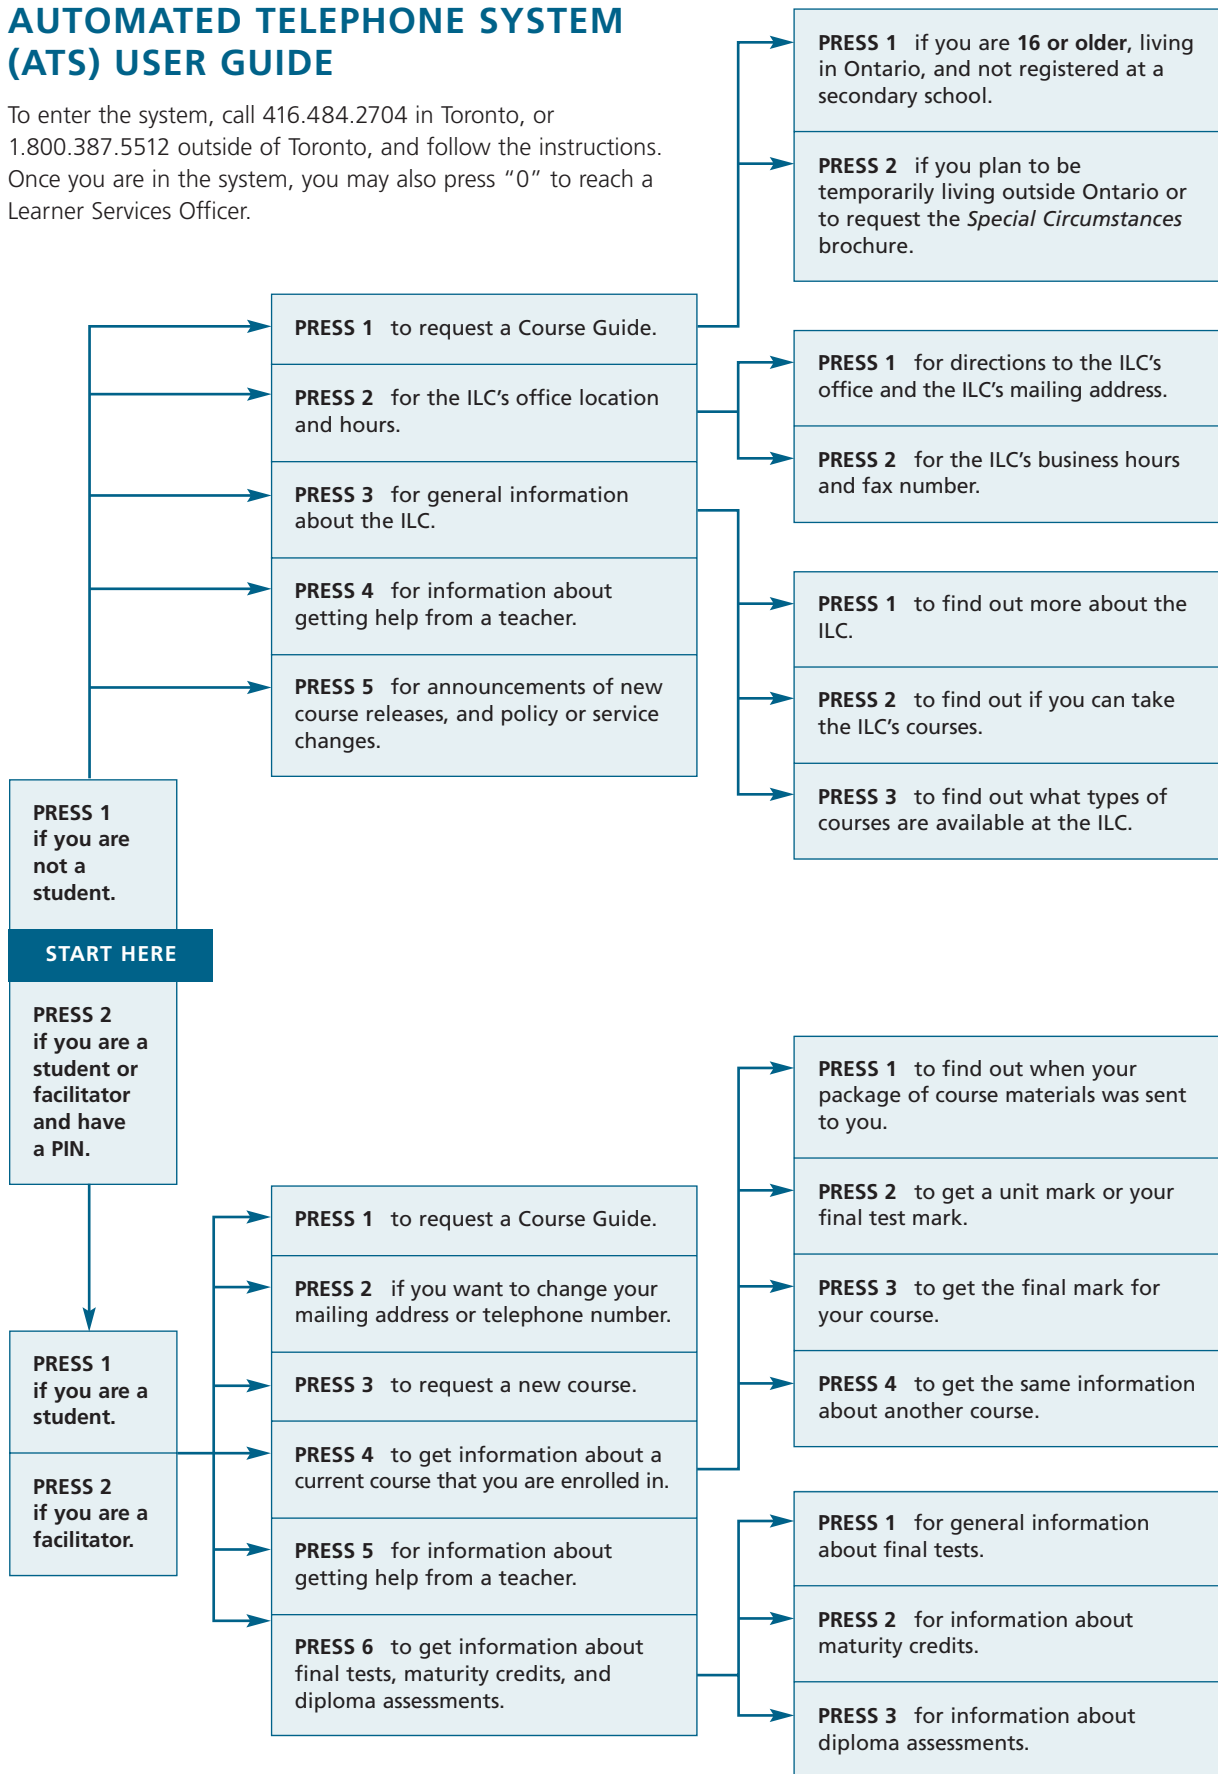 AUTOMATED TELEPHONE SYSTEM
(ATS) USER GUIDE
To enter the system, call 416.484.2704 in Toronto, or
1.800.387.5512 outside of Toronto, and follow the instructions.
Once you are in the system, you may also press “0” to reach a
Learner Services Officer.
PRESS 1 if you are 16 or older, living
in Ontario, and not registered at a
secondary school.
PRESS 2 if you plan to be
temporarily living outside Ontario or
to request the Special Circumstances
brochure.
PRESS 1 to request a Course Guide.
PRESS 2 for the ILC’s office location
and hours.
PRESS 3 for general information
about the ILC.
PRESS 4 for information about
getting help from a teacher.
PRESS 5 for announcements of new
course releases, and policy or service
changes.
PRESS 1 for directions to the ILC’s
office and the ILC’s mailing address.
PRESS 2 for the ILC’s business hours
and fax number.
PRESS 1 to find out more about the
ILC.
PRESS 2 to find out if you can take
the ILC’s courses.
PRESS 3 to find out what types of
courses are available at the ILC.
PRESS 1
if you are
not a
student.
START HERE
PRESS 2
if you are a
student or
facilitator
and have
a PIN.
PRESS 1
if you are a
student.
PRESS 2
if you are a
facilitator.
PRESS 1 to request a Course Guide.
PRESS 2 if you want to change your
mailing address or telephone number.
PRESS 3 to request a new course.
PRESS 4 to get information about a
current course that you are enrolled in.
PRESS 5 for information about
getting help from a teacher.
PRESS 6 to get information about
final tests, maturity credits, and
diploma assessments.
PRESS 1 to find out when your
package of course materials was sent
to you.
PRESS 2 to get a unit mark or your
final test mark.
PRESS 3 to get the final mark for
your course.
PRESS 4 to get the same information
about another course.
PRESS 1 for general information
about final tests.
PRESS 2 for information about
maturity credits.
PRESS 3 for information about
diploma assessments.